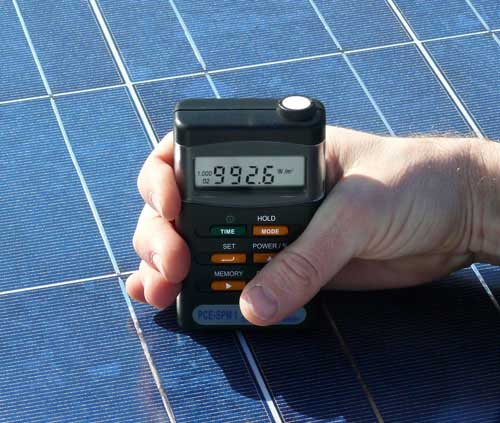 1.000 992.6 W/m²
02
HOLD
TIME MODE
SET POWER / %
MEMORY
PCE-SPM 1